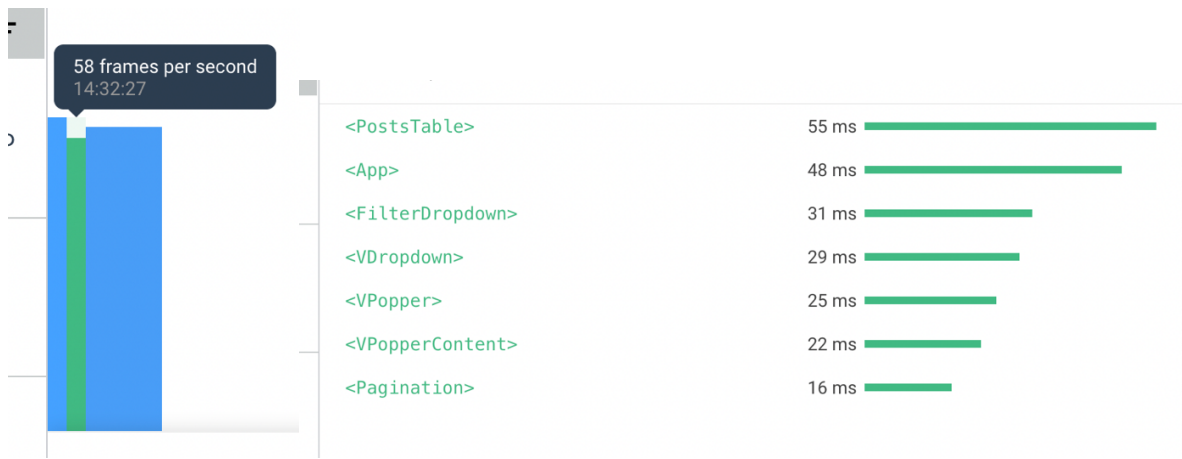 58 frames per second
14:32:27
<PostsTable> 55 ms
<App> 48 ms
<FilterDropdown> 31 ms
<VDropdown> 29 ms
<VPopper> 25 ms
<VPopperContent> 22 ms
<Pagination> 16 ms